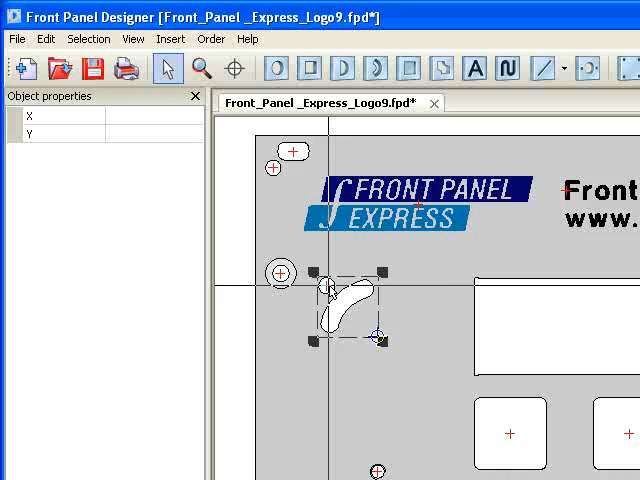 Front Panel Designer [Front_Panel _Express_Logo9.fpd*]
File Edit Selection View Insert Order Help
A
Object properties
Front_Panel _Express_Logo9.fpd*
X
Y
FRONT PANEL
EXPRESS
Front
www.